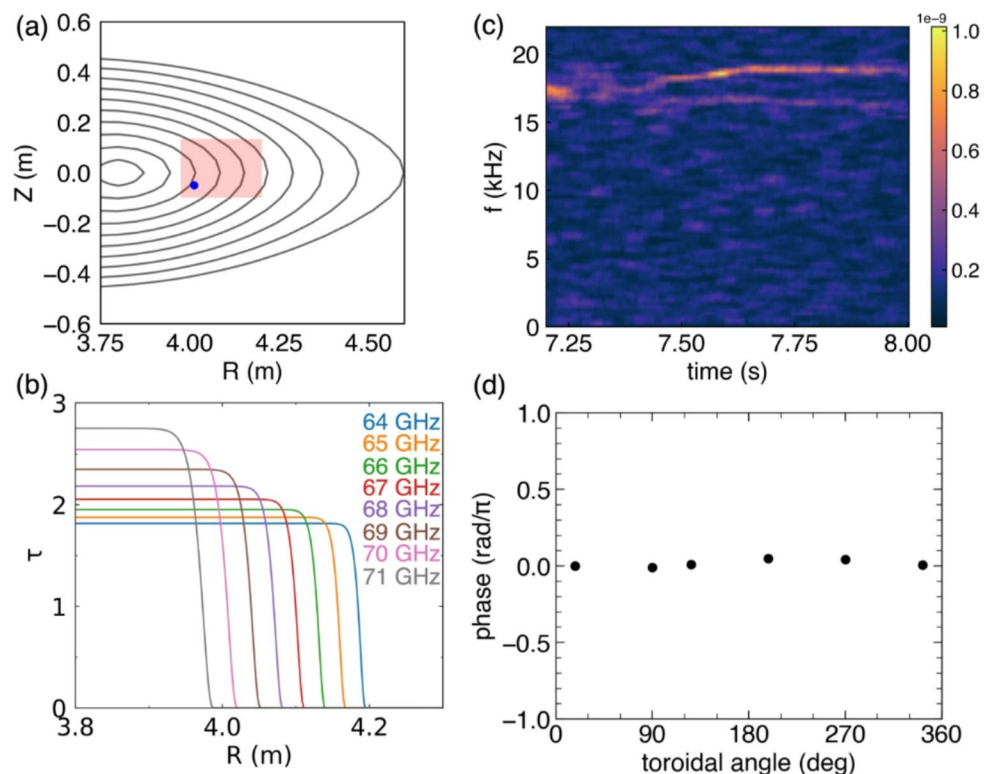 (a)
0.6
0.4
0.2
0.0
−0.2
−0.4
−0.6
Z (m)
3.75 4.00 4.25 4.50
R (m)
(c)
20
15
10
5
0
f (kHz)
7.25 7.50 7.75 8.00
time (s)
1e−9
1.0
0.8
0.6
0.4
0.2
(b)
3
2
1
0
τ
64 GHz
65 GHz
66 GHz
67 GHz
68 GHz
69 GHz
70 GHz
71 GHz
3.8 4.0 4.2
R (m)
(d)
1.0
0.5
0.0
−0.5
−1.0
phase (rad/π)
0 90 180 270 360
toroidal angle (deg)